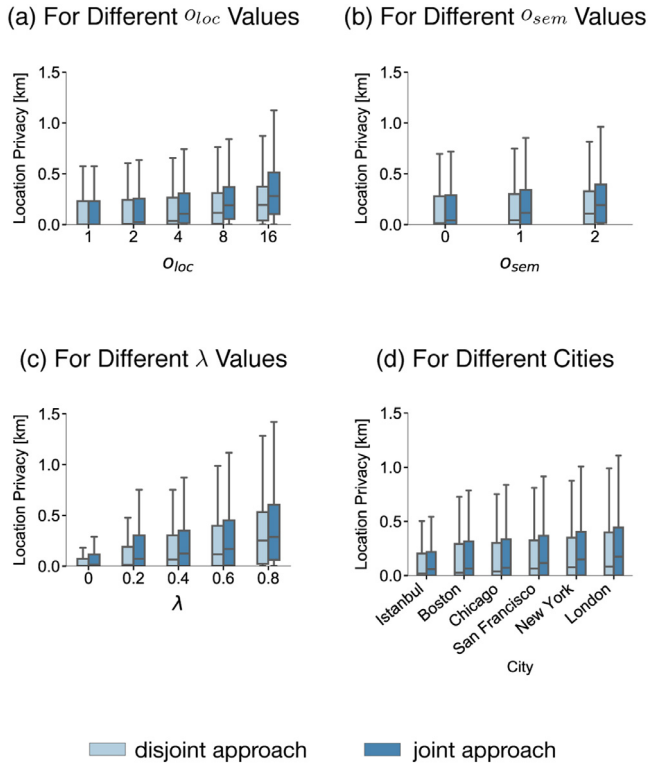 (a) For Different o_loc Values
Location Privacy [km]
1.5
1.0
0.5
0.0
1 2 4 8 16
o_loc
(b) For Different o_sem Values
Location Privacy [km]
1.5
1.0
0.5
0.0
0 1 2
o_sem
(c) For Different λ Values
Location Privacy [km]
1.5
1.0
0.5
0.0
0 0.2 0.4 0.6 0.8
λ
(d) For Different Cities
Location Privacy [km]
1.5
1.0
0.5
0.0
Istanbul Boston Chicago San Francisco New York London
City
disjoint approach joint approach